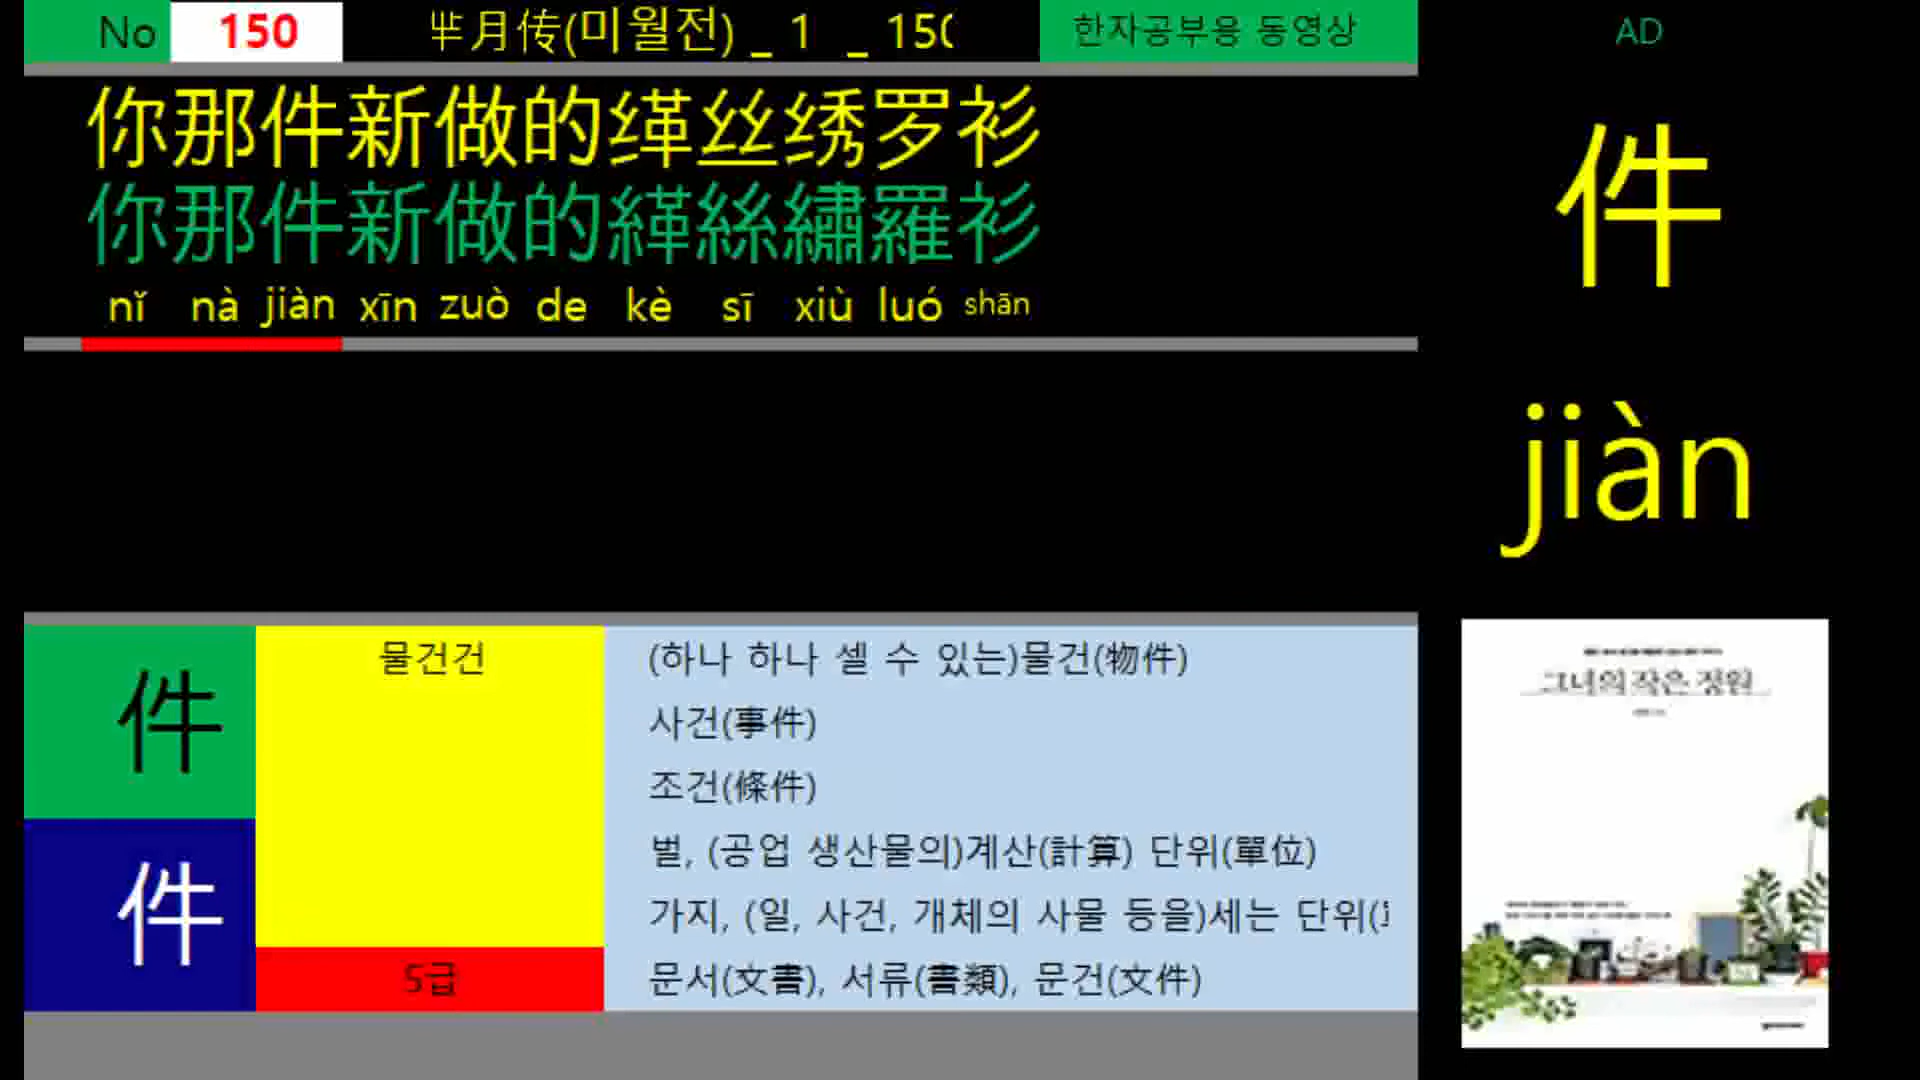 No 150 芈月传(미월전) _ 1 _ 150 한자공부용 동영상 AD
你那件新做的缂丝绣罗衫
你那件新做的緙絲繡羅衫
nǐ nà jiàn xīn zuò de kè sī xiù luó shān
件
jiàn
件
件
물건건
5급
(하나 하나 셀 수 있는)물건(物件)
사건(事件)
조건(條件)
벌, (공업 생산물의)계산(計算) 단위(單位)
가지, (일, 사건, 개체의 사물 등을)세는 단위(
문서(文書), 서류(書類), 문건(文件)
그녀의 작은 정원